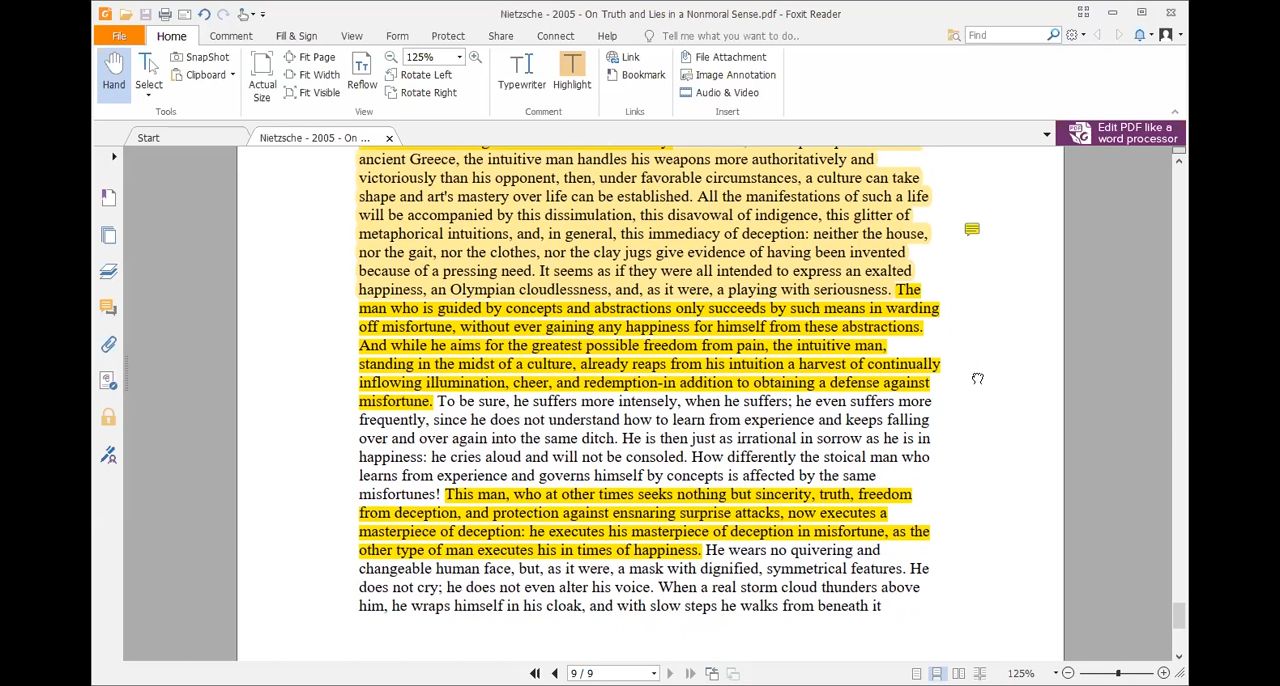 Nietzsche - 2005 - On Truth and Lies in a Nonmoral Sense.pdf - Foxit Reader
File Home Comment Fill & Sign View Form Protect Share Connect Help Tell me what you want to do.. Find
Hand Select SnapShot Clipboard Actual Size Fit Page Fit Width Fit Visible Reflow 125% Rotate Left Rotate Right Typewriter Highlight Link Bookmark File Attachment Image Annotation Audio & Video
Tools View Comment Links Insert
Start Nietzsche - 2005 - On ... Edit PDF like a word processor
ancient Greece, the intuitive man handles his weapons more authoritatively and
victoriously than his opponent, then, under favorable circumstances, a culture can take
shape and art's mastery over life can be established. All the manifestations of such a life
will be accompanied by this dissimulation, this disavowal of indigence, this glitter of
metaphorical intuitions, and, in general, this immediacy of deception: neither the house,
nor the gait, nor the clothes, nor the clay jugs give evidence of having been invented
because of a pressing need. It seems as if they were all intended to express an exalted
happiness, an Olympian cloudlessness, and, as it were, a playing with seriousness. The
man who is guided by concepts and abstractions only succeeds by such means in warding
off misfortune, without ever gaining any happiness for himself from these abstractions.
And while he aims for the greatest possible freedom from pain, the intuitive man,
standing in the midst of a culture, already reaps from his intuition a harvest of continually
inflowing illumination, cheer, and redemption-in addition to obtaining a defense against
misfortune. To be sure, he suffers more intensely, when he suffers; he even suffers more
frequently, since he does not understand how to learn from experience and keeps falling
over and over again into the same ditch. He is then just as irrational in sorrow as he is in
happiness: he cries aloud and will not be consoled. How differently the stoical man who
learns from experience and governs himself by concepts is affected by the same
misfortunes! This man, who at other times seeks nothing but sincerity, truth, freedom
from deception, and protection against ensnaring surprise attacks, now executes a
masterpiece of deception: he executes his masterpiece of deception in misfortune, as the
other type of man executes his in times of happiness. He wears no quivering and
changeable human face, but, as it were, a mask with dignified, symmetrical features. He
does not cry; he does not even alter his voice. When a real storm cloud thunders above
him, he wraps himself in his cloak, and with slow steps he walks from beneath it
9 / 9 125%